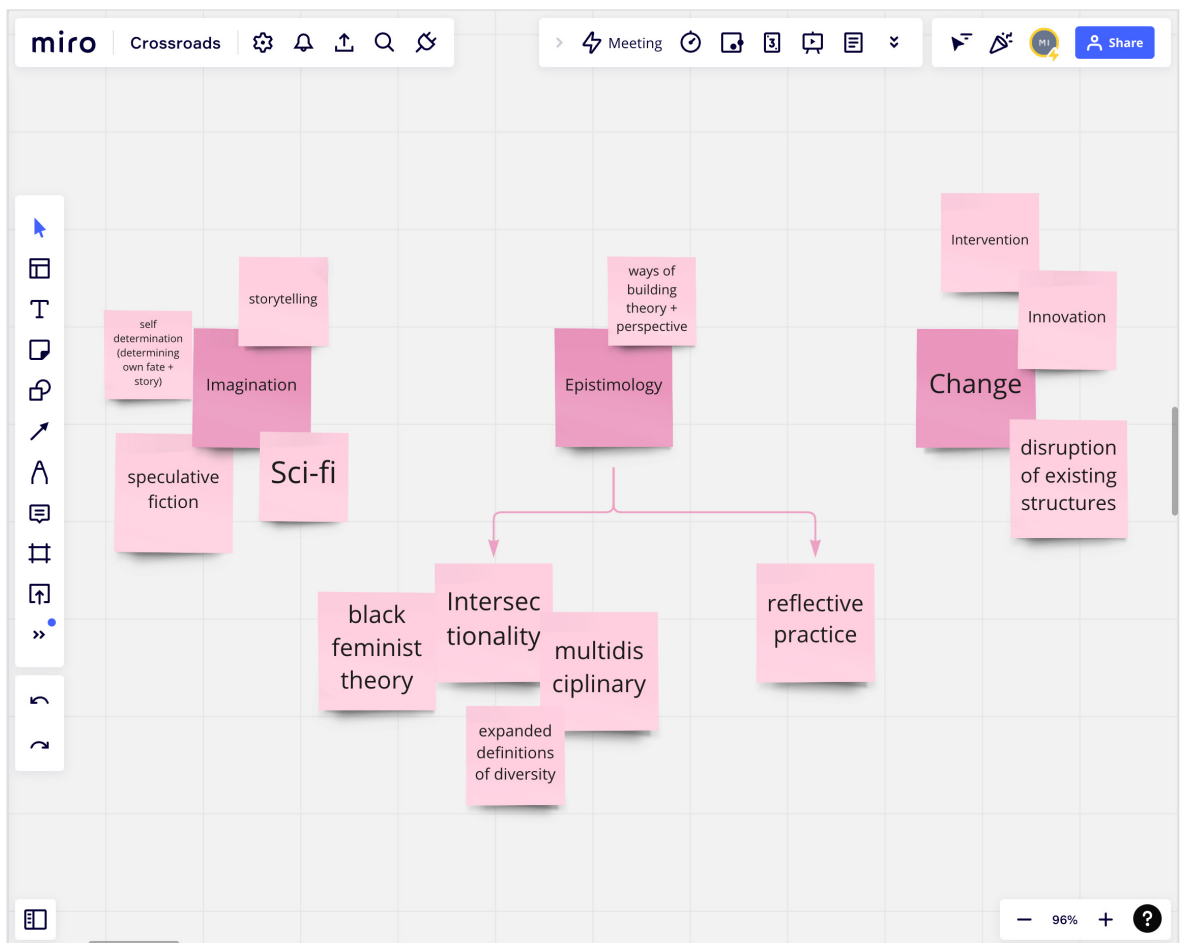 miro
Crossroads
Meeting
3
MI
Share
Intervention
storytelling
ways of
building
theory +
perspective
Innovation
self
determination
(determining
own fate +
story)
Imagination
Epistimology
Change
speculative
fiction
Sci-fi
disruption
of existing
structures
black
feminist
theory
Intersec
tionality
multidis
ciplinary
expanded
definitions
of diversity
reflective
practice
96%
?